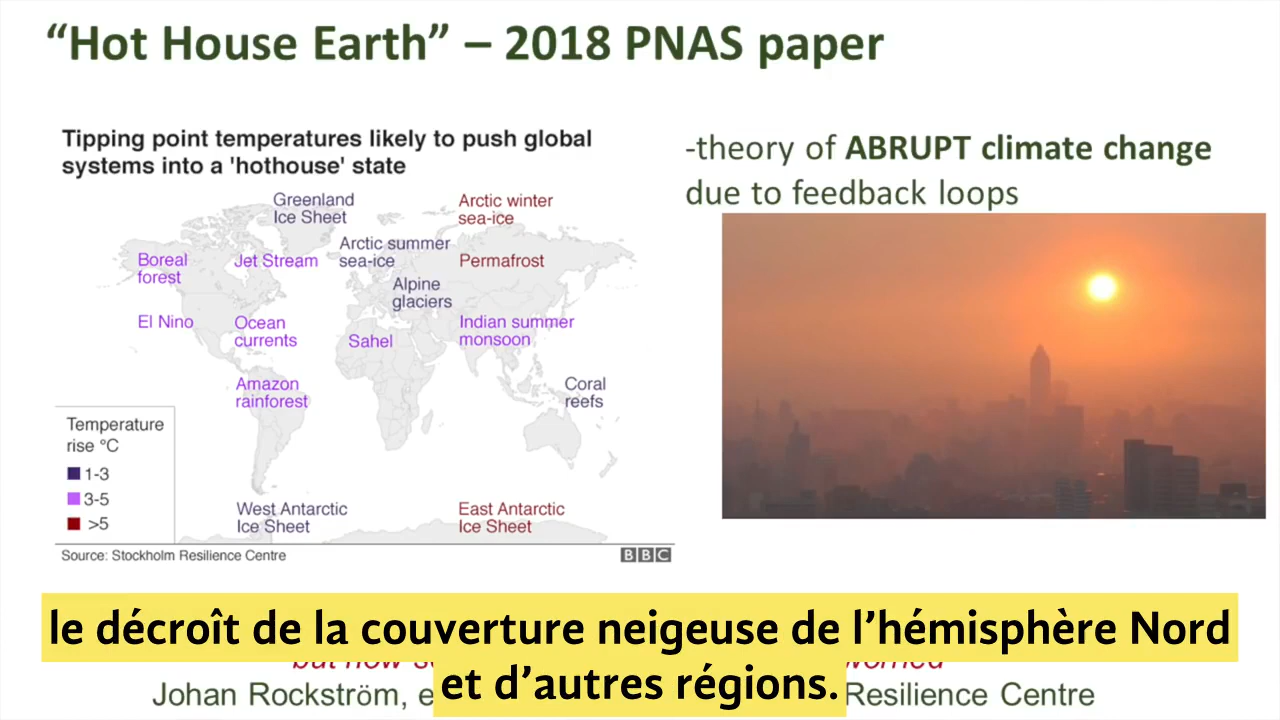 “Hot House Earth” – 2018 PNAS paper
Tipping point temperatures likely to push global
systems into a 'hothouse' state
-theory of ABRUPT climate change
due to feedback loops
Greenland
Ice Sheet
Arctic winter
sea-ice
Arctic summer
sea-ice
Boreal
forest
Jet Stream
Permafrost
Alpine
glaciers
El Nino
Ocean
currents
Sahel
Indian summer
monsoon
Amazon
rainforest
Coral
reefs
Temperature
rise °C
1-3
3-5
>5
West Antarctic
Ice Sheet
East Antarctic
Ice Sheet
Source: Stockholm Resilience Centre
BBC
le décroît de la couverture neigeuse de l’hémisphère Nord
et d’autres régions.
but now
Johan Rockström, Resilience Centre